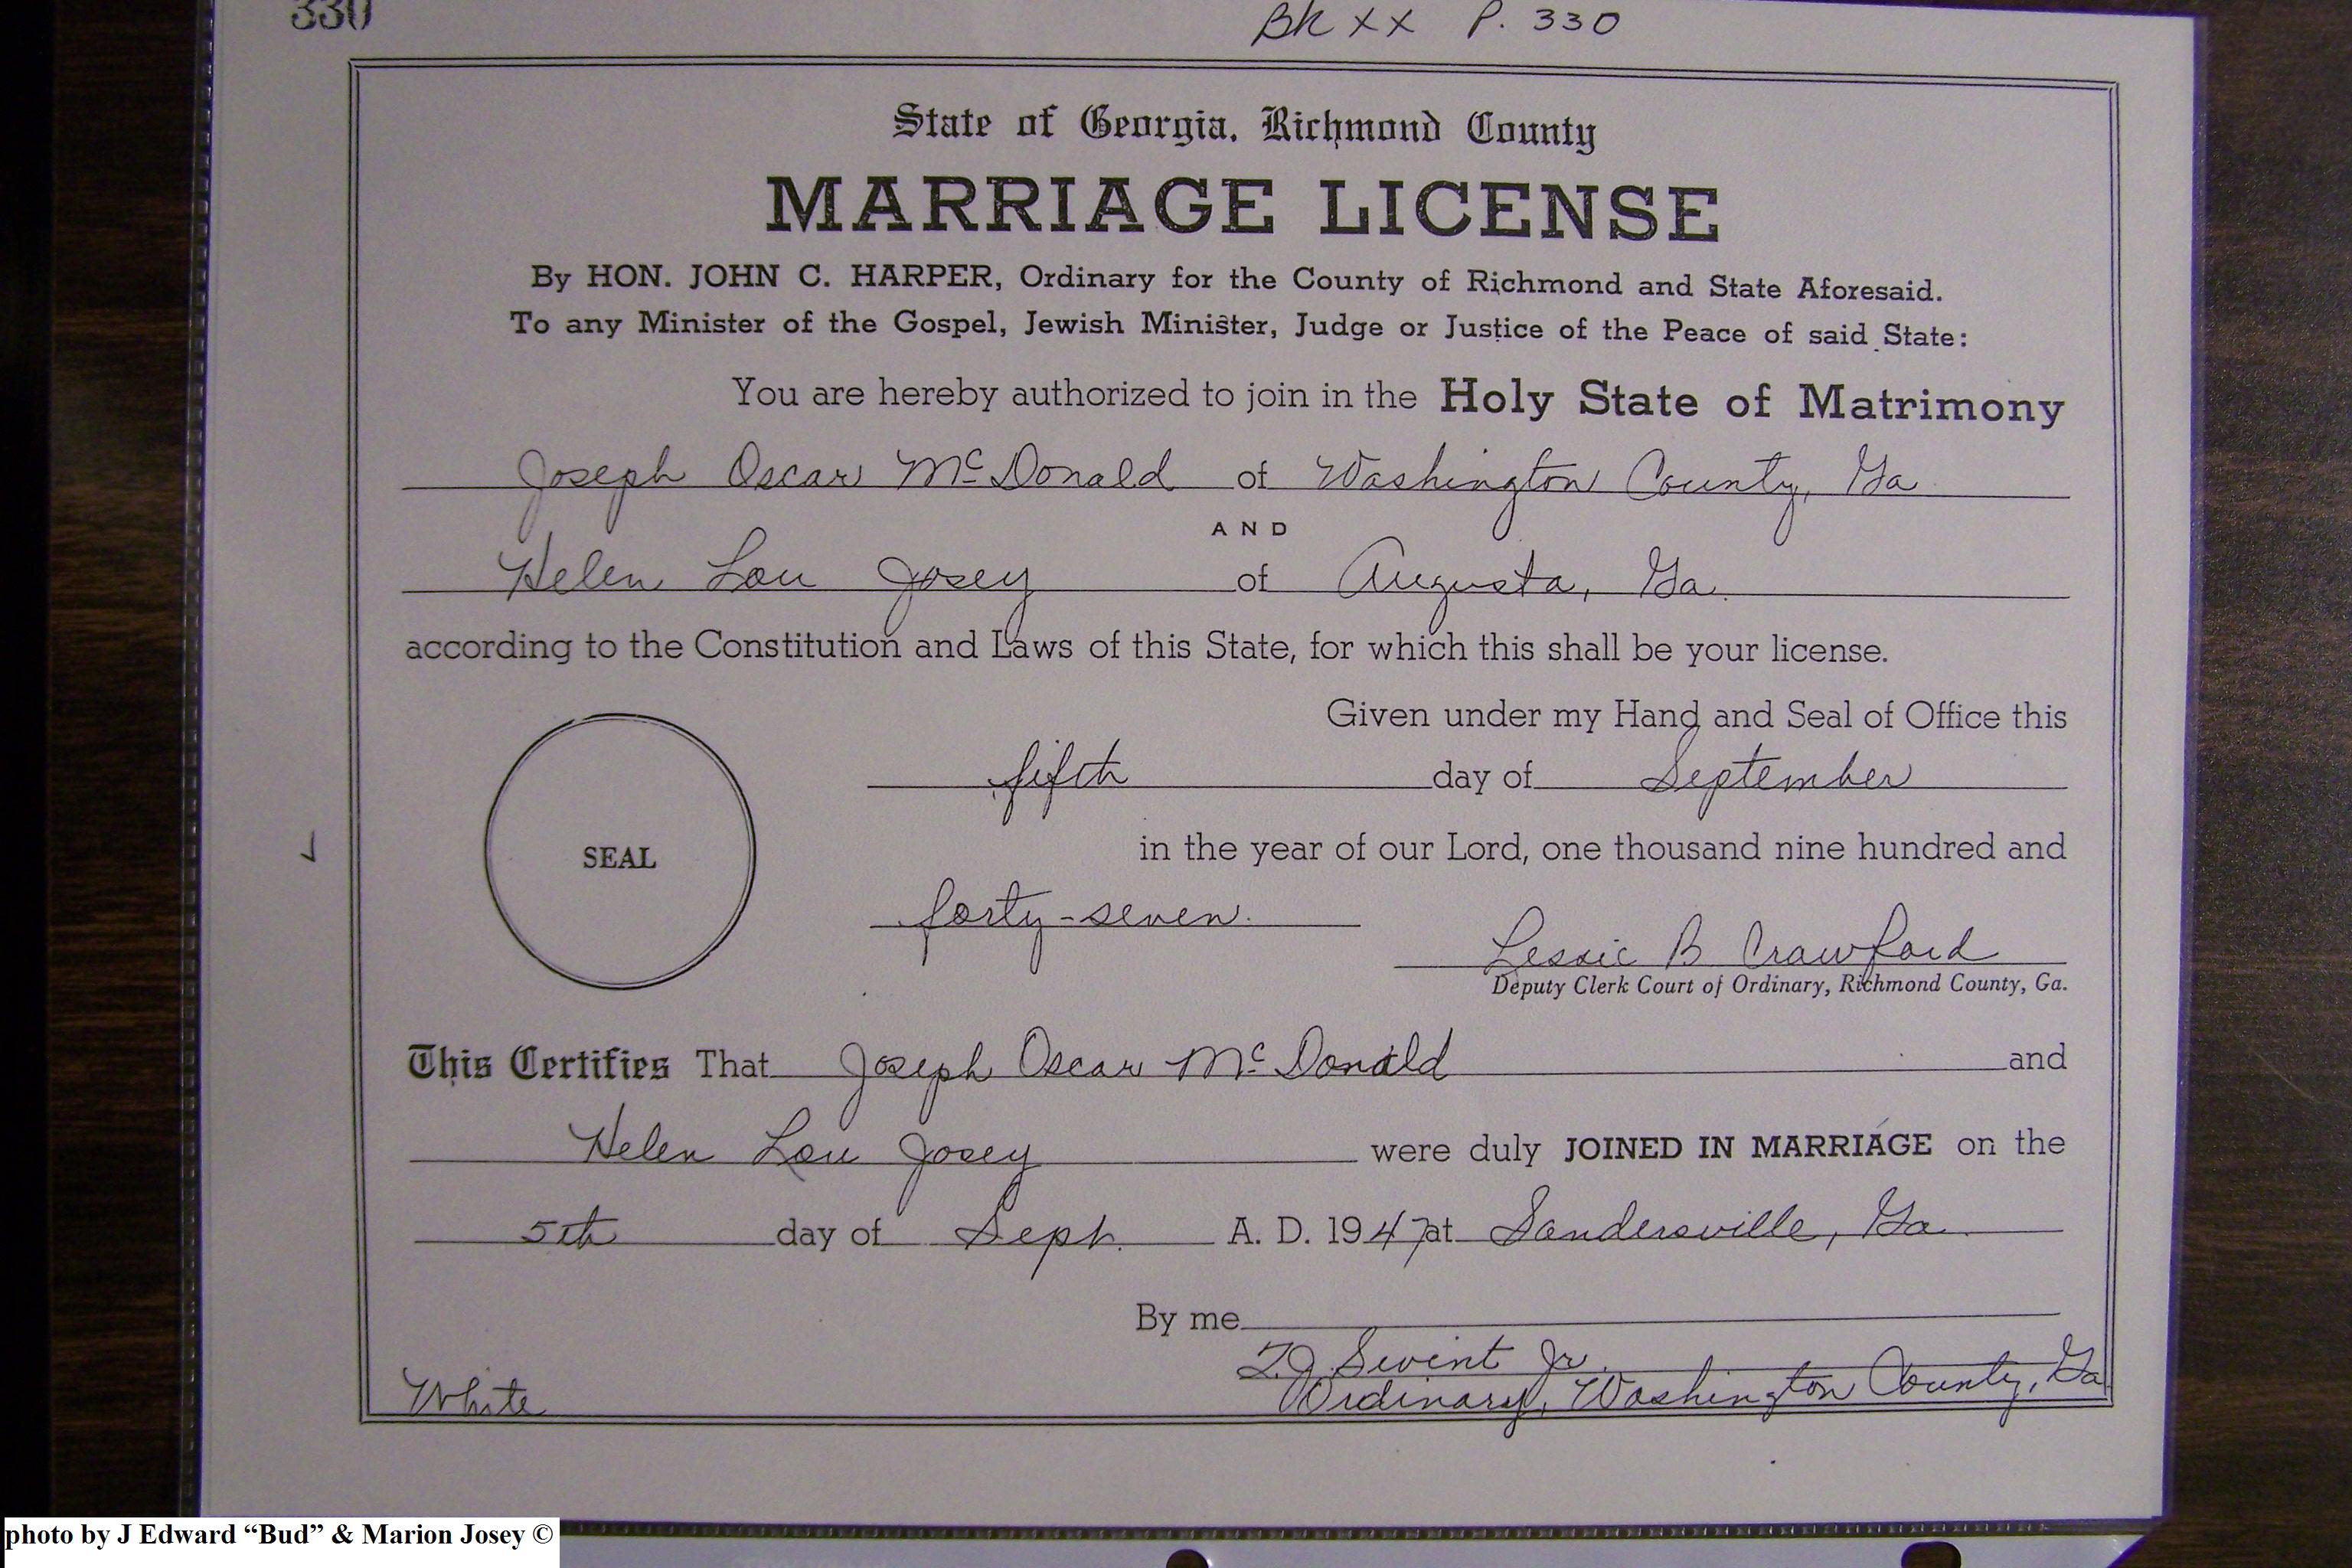 330
Bk XX P. 330
State of Georgia, Richmond County
MARRIAGE LICENSE
By HON. JOHN C. HARPER, Ordinary for the County of Richmond and State Aforesaid.
To any Minister of the Gospel, Jewish Minister, Judge or Justice of the Peace of said State:
You are hereby authorized to join in the Holy State of Matrimony
Joseph Oscar McDonald of Washington County, Ga
AND
Helen Lou Josey of Augusta, Ga.
according to the Constitution and Laws of this State, for which this shall be your license.
Given under my Hand and Seal of Office this
fifth day of September
SEAL
in the year of our Lord, one thousand nine hundred and
forty-seven.
Lessie B Crawford
Deputy Clerk Court of Ordinary, Richmond County, Ga.
This Certifies That Joseph Oscar McDonald and
Helen Lou Josey were duly JOINED IN MARRIAGE on the
5th day of Sept. A. D. 1947 at Sandersville, Ga.
By me
Swint Jr.
White
Ordinary, Washington County, Ga.
photo by J Edward “Bud” & Marion Josey ©